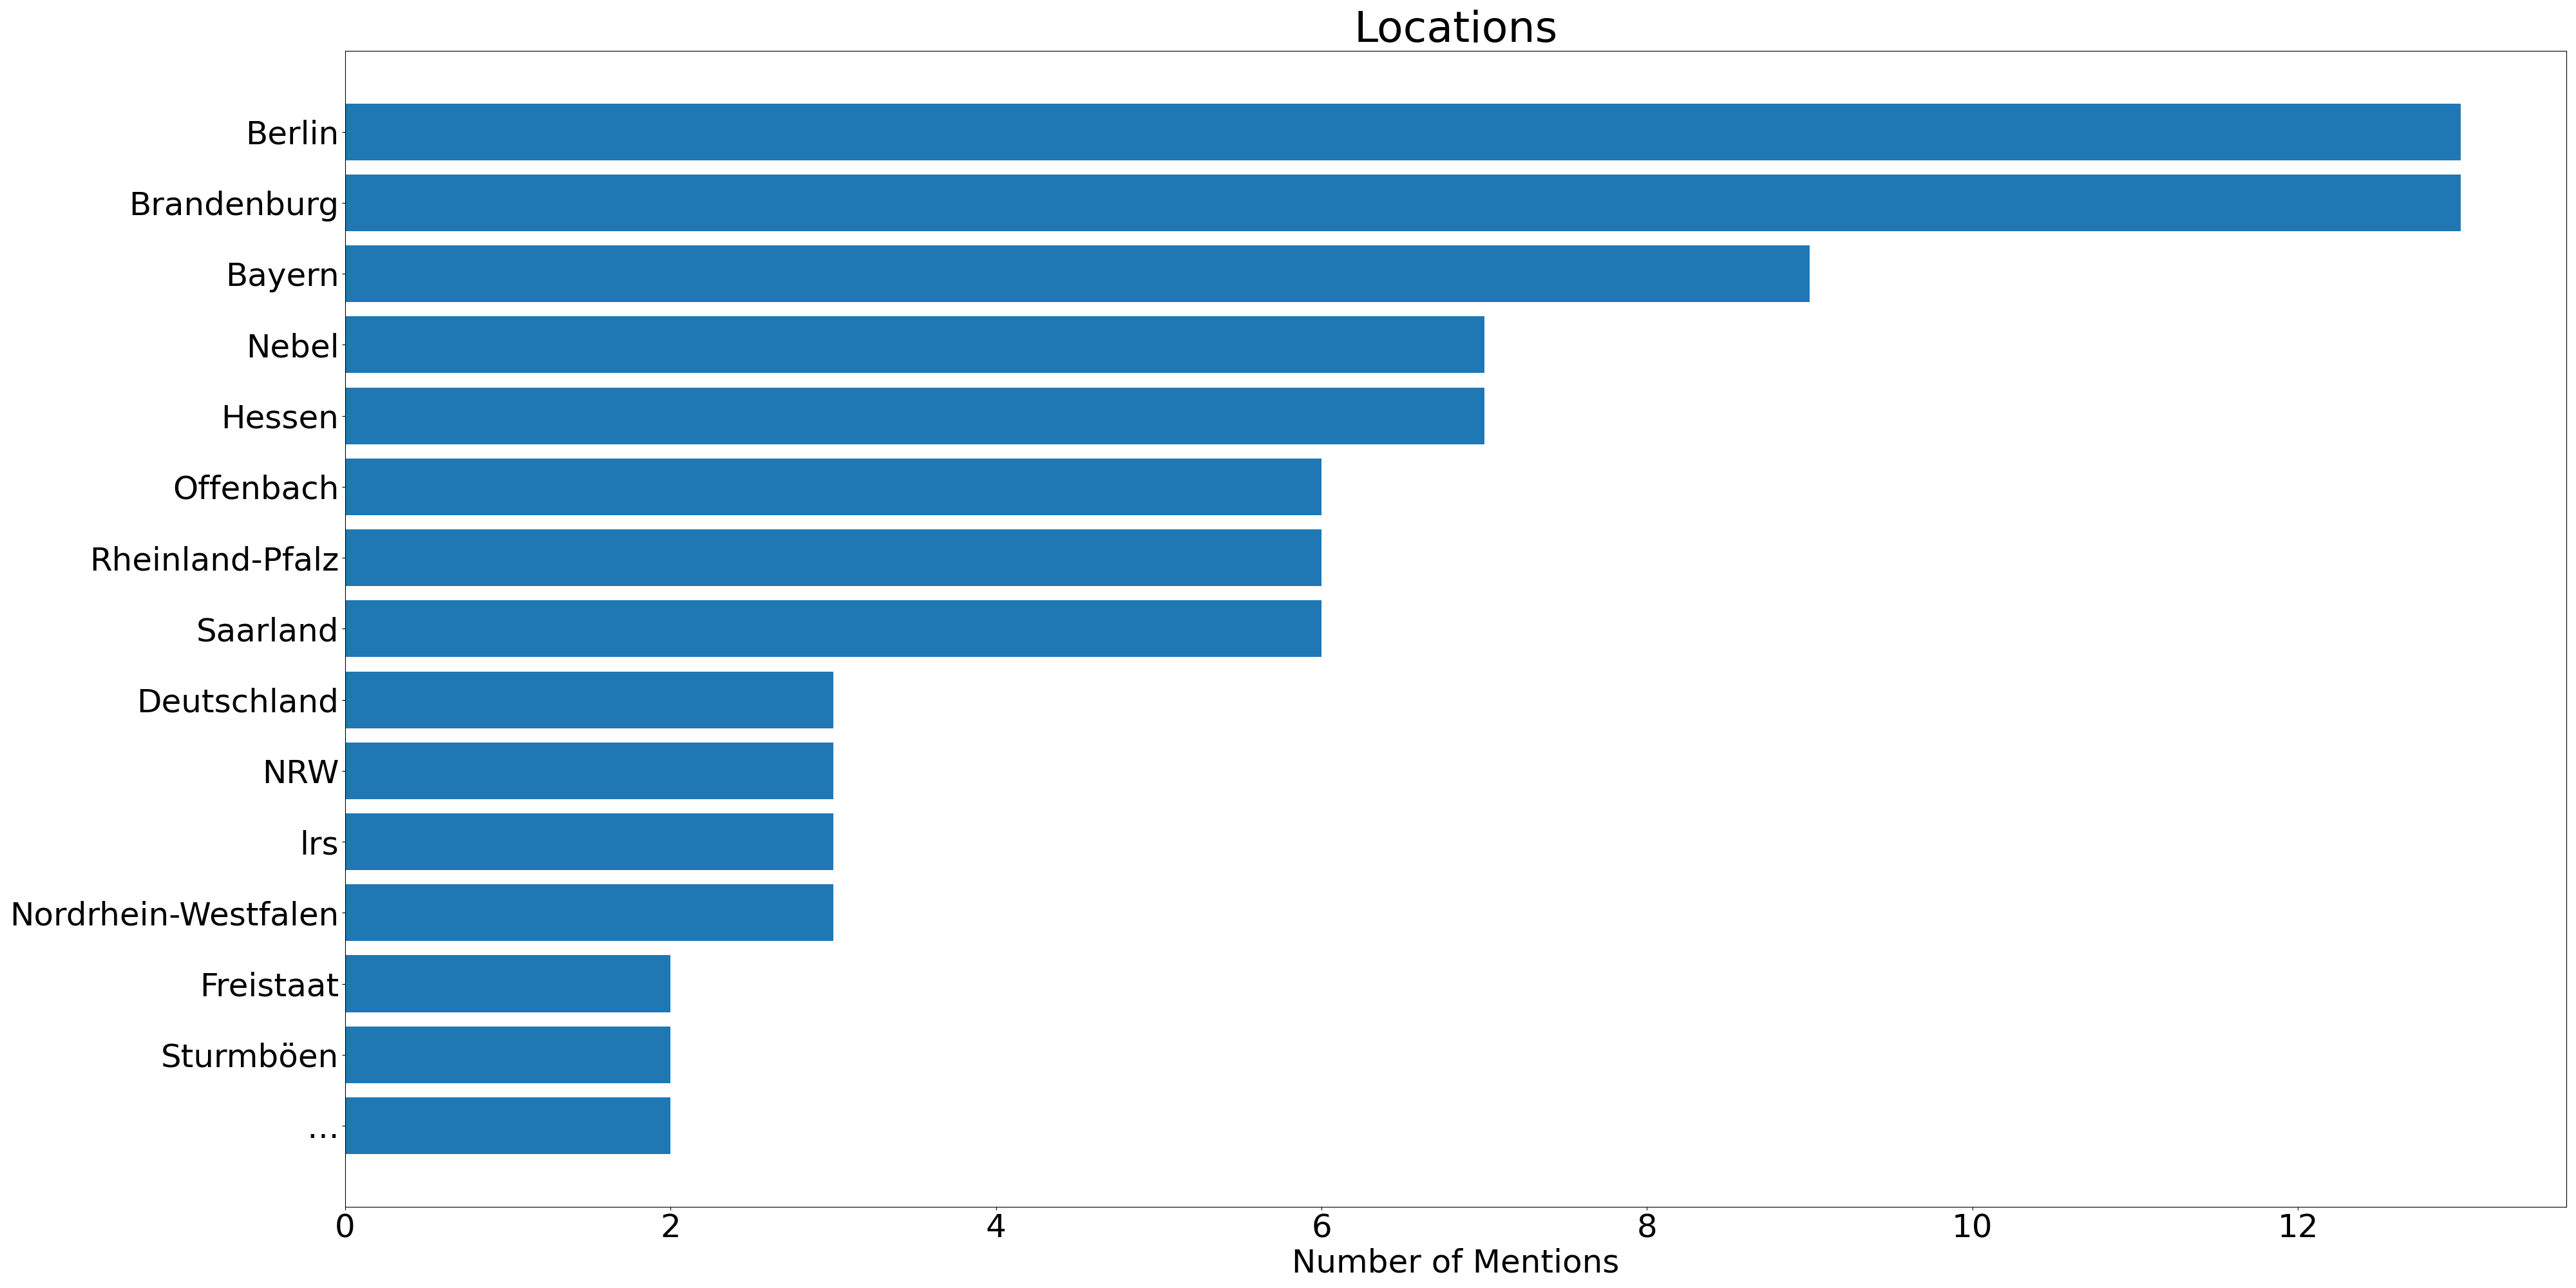 Locations
Berlin
Brandenburg
Bayern
Nebel
Hessen
Offenbach
Rheinland-Pfalz
Saarland
Deutschland
NRW
lrs
Nordrhein-Westfalen
Freistaat
Sturmböen
...
0 2 4 6 8 10 12
Number of Mentions